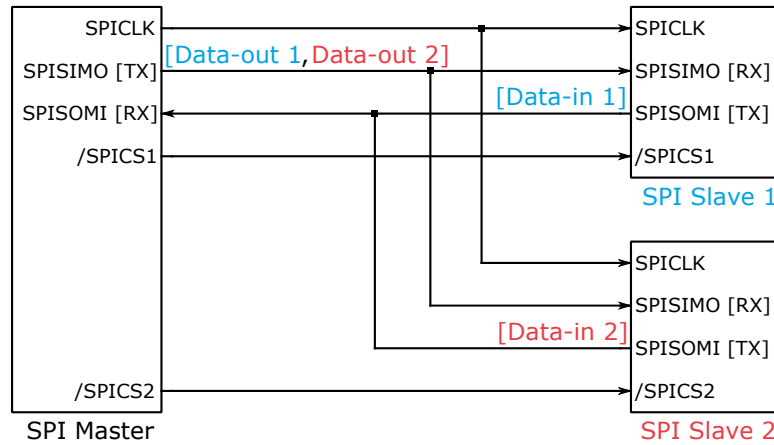 SPICLK
SPISIMO [TX]
SPISOMI [RX]
/SPICS1
/SPICS2
SPI Master
[Data-out 1,Data-out 2]
[Data-in 1]
SPICLK
SPISIMO [RX]
SPISOMI [TX]
/SPICS1
SPI Slave 1
[Data-in 2]
SPICLK
SPISIMO [RX]
SPISOMI [TX]
/SPICS2
SPI Slave 2